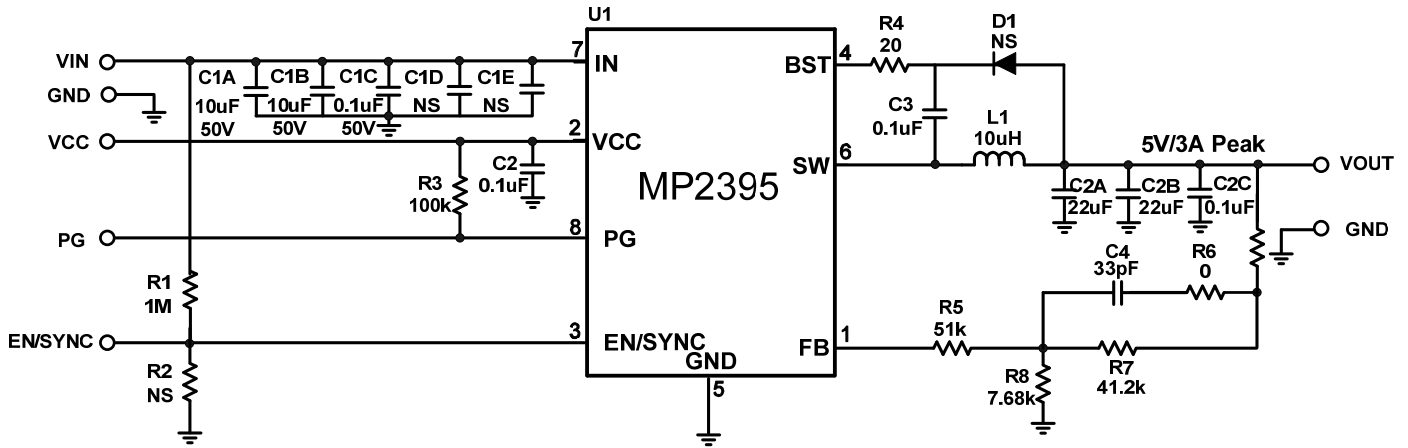 U1
VIN
GND
VCC
PG
EN/SYNC
C1A
10uF
50V
C1B
10uF
50V
C1C
0.1uF
50V
C1D
NS
C1E
NS
C2
0.1uF
R3
100k
R1
1M
R2
NS
7
IN
2
VCC
8
PG
3
EN/SYNC
GND
5
MP2395
BST
4
SW
6
FB
1
R4
20
D1
NS
C3
0.1uF
L1
10uH
5V/3A Peak
VOUT
GND
C2A
22uF
C2B
22uF
C2C
0.1uF
C4
33pF
R6
0
R5
51k
R7
41.2k
R8
7.68k